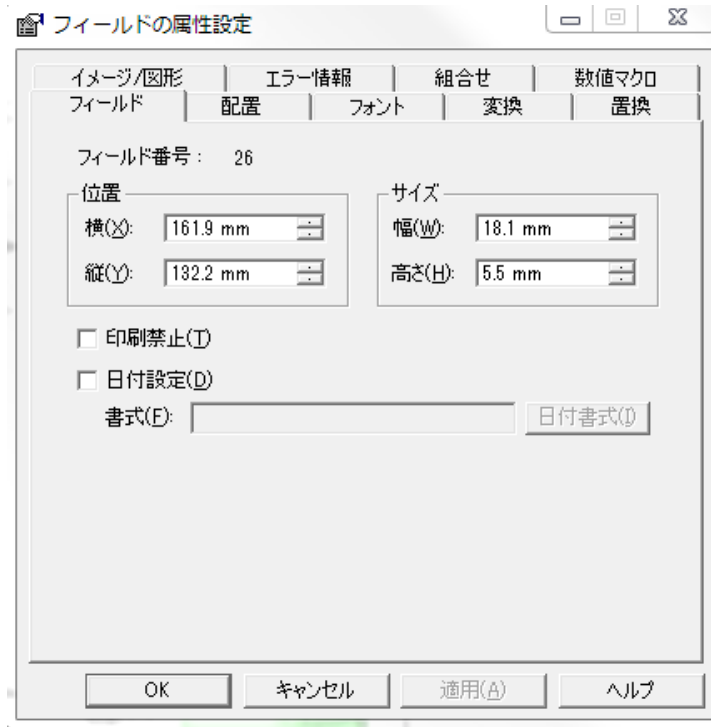 フィールドの属性設定
イメージ/図形 エラー情報 組合せ 数値マクロ
フィールド 配置 フォント 変換 置換
フィールド番号: 26
位置 サイズ
横(X): 161.9 mm 幅(W): 18.1 mm
縦(Y): 132.2 mm 高さ(H): 5.5 mm
印刷禁止(T)
日付設定(D)
書式(F): 日付書式(I)
OK キャンセル 適用(A) ヘルプ